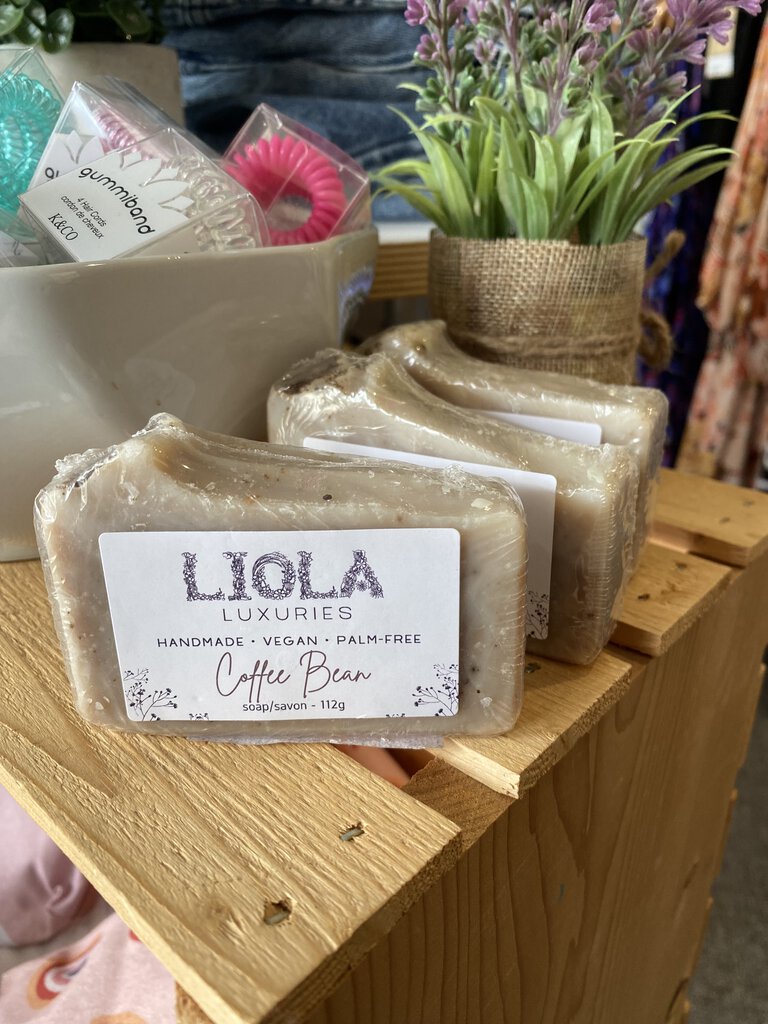 gummiband
4 Hair Cords
cordon de cheveux
K&CO
LIOLA
LUXURIES
HANDMADE • VEGAN • PALM-FREE
Coffee Bean
soap/savon - 112g